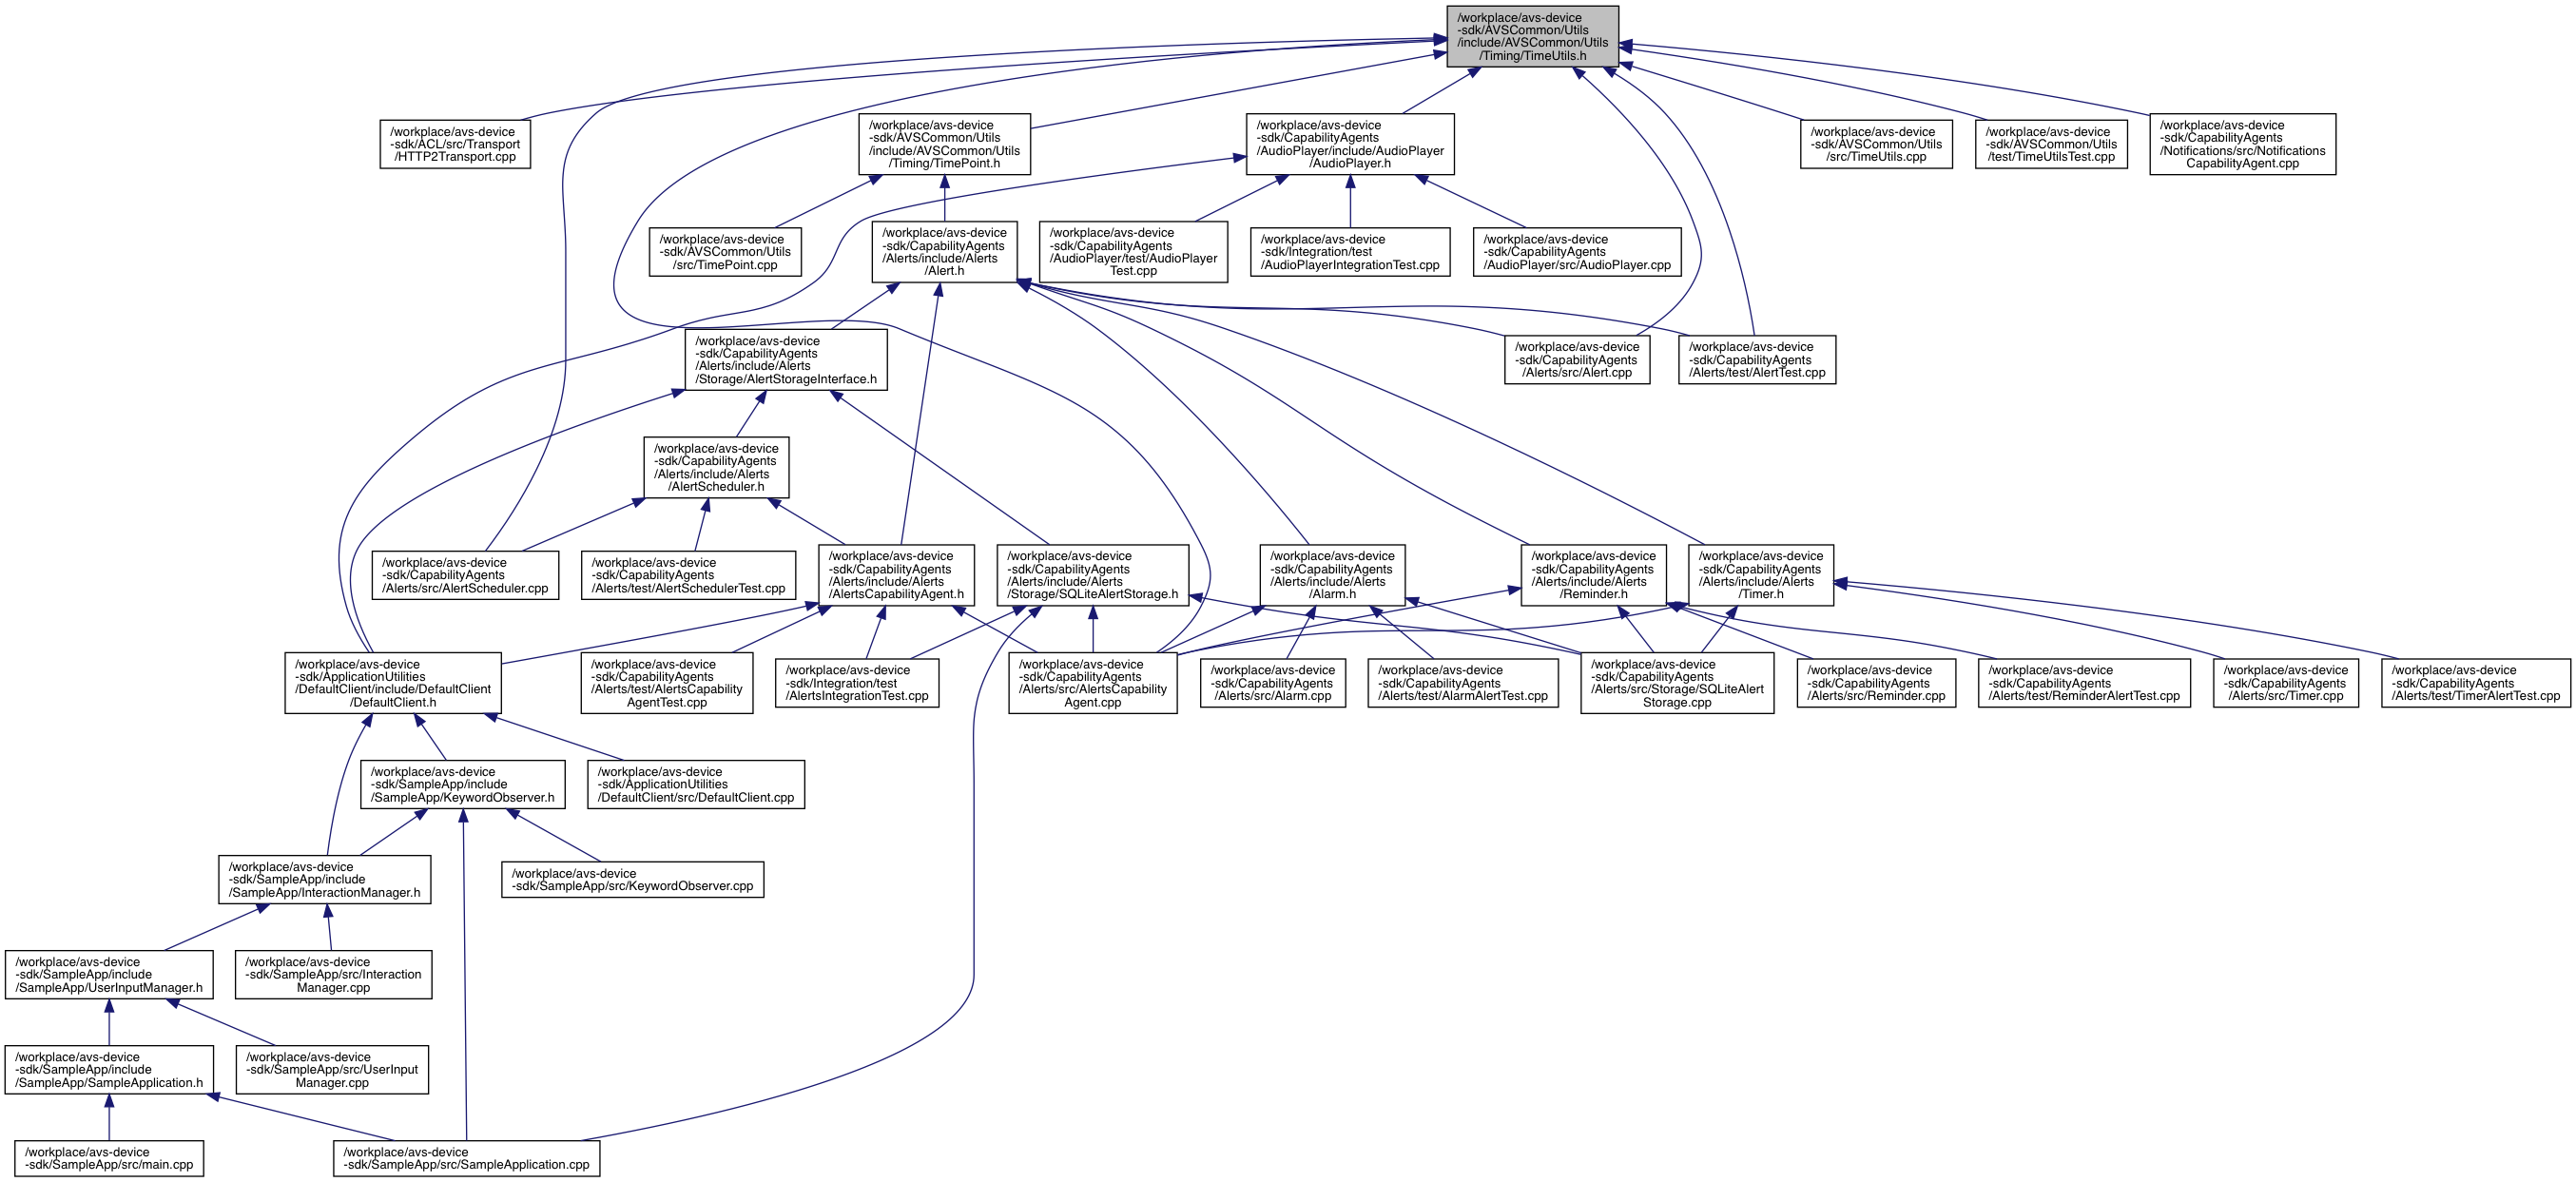 /workplace/avs-device
-sdk/AVSCommon/Utils
/include/AVSCommon/Utils
/Timing/TimeUtils.h
/workplace/avs-device
-sdk/ACL/src/Transport
/HTTP2Transport.cpp
/workplace/avs-device
-sdk/AVSCommon/Utils
/include/AVSCommon/Utils
/Timing/TimePoint.h
/workplace/avs-device
-sdk/CapabilityAgents
/AudioPlayer/include/AudioPlayer
/AudioPlayer.h
/workplace/avs-device
-sdk/AVSCommon/Utils
/src/TimeUtils.cpp
/workplace/avs-device
-sdk/AVSCommon/Utils
/test/TimeUtilsTest.cpp
/workplace/avs-device
-sdk/CapabilityAgents
/Notifications/src/Notifications
CapabilityAgent.cpp
/workplace/avs-device
-sdk/AVSCommon/Utils
/src/TimePoint.cpp
/workplace/avs-device
-sdk/CapabilityAgents
/Alerts/include/Alerts
/Alert.h
/workplace/avs-device
-sdk/CapabilityAgents
/AudioPlayer/test/AudioPlayer
Test.cpp
/workplace/avs-device
-sdk/Integration/test
/AudioPlayerIntegrationTest.cpp
/workplace/avs-device
-sdk/CapabilityAgents
/AudioPlayer/src/AudioPlayer.cpp
/workplace/avs-device
-sdk/CapabilityAgents
/Alerts/include/Alerts
/Storage/AlertStorageInterface.h
/workplace/avs-device
-sdk/CapabilityAgents
/Alerts/src/Alert.cpp
/workplace/avs-device
-sdk/CapabilityAgents
/Alerts/test/AlertTest.cpp
/workplace/avs-device
-sdk/CapabilityAgents
/Alerts/include/Alerts
/AlertScheduler.h
/workplace/avs-device
-sdk/CapabilityAgents
/Alerts/src/AlertScheduler.cpp
/workplace/avs-device
-sdk/CapabilityAgents
/Alerts/test/AlertSchedulerTest.cpp
/workplace/avs-device
-sdk/CapabilityAgents
/Alerts/include/Alerts
/AlertsCapabilityAgent.h
/workplace/avs-device
-sdk/CapabilityAgents
/Alerts/include/Alerts
/Storage/SQLiteAlertStorage.h
/workplace/avs-device
-sdk/CapabilityAgents
/Alerts/include/Alerts
/Alarm.h
/workplace/avs-device
-sdk/CapabilityAgents
/Alerts/include/Alerts
/Reminder.h
/workplace/avs-device
-sdk/CapabilityAgents
/Alerts/include/Alerts
/Timer.h
/workplace/avs-device
-sdk/ApplicationUtilities
/DefaultClient/include/DefaultClient
/DefaultClient.h
/workplace/avs-device
-sdk/CapabilityAgents
/Alerts/test/AlertsCapability
AgentTest.cpp
/workplace/avs-device
-sdk/Integration/test
/AlertsIntegrationTest.cpp
/workplace/avs-device
-sdk/CapabilityAgents
/Alerts/src/AlertsCapability
Agent.cpp
/workplace/avs-device
-sdk/CapabilityAgents
/Alerts/src/Alarm.cpp
/workplace/avs-device
-sdk/CapabilityAgents
/Alerts/test/AlarmAlertTest.cpp
/workplace/avs-device
-sdk/CapabilityAgents
/Alerts/src/Storage/SQLiteAlert
Storage.cpp
/workplace/avs-device
-sdk/CapabilityAgents
/Alerts/src/Reminder.cpp
/workplace/avs-device
-sdk/CapabilityAgents
/Alerts/test/ReminderAlertTest.cpp
/workplace/avs-device
-sdk/CapabilityAgents
/Alerts/src/Timer.cpp
/workplace/avs-device
-sdk/CapabilityAgents
/Alerts/test/TimerAlertTest.cpp
/workplace/avs-device
-sdk/SampleApp/include
/SampleApp/KeywordObserver.h
/workplace/avs-device
-sdk/ApplicationUtilities
/DefaultClient/src/DefaultClient.cpp
/workplace/avs-device
-sdk/SampleApp/include
/SampleApp/InteractionManager.h
/workplace/avs-device
-sdk/SampleApp/src/KeywordObserver.cpp
/workplace/avs-device
-sdk/SampleApp/include
/SampleApp/UserInputManager.h
/workplace/avs-device
-sdk/SampleApp/src/Interaction
Manager.cpp
/workplace/avs-device
-sdk/SampleApp/include
/SampleApp/SampleApplication.h
/workplace/avs-device
-sdk/SampleApp/src/UserInput
Manager.cpp
/workplace/avs-device
-sdk/SampleApp/src/main.cpp
/workplace/avs-device
-sdk/SampleApp/src/SampleApplication.cpp